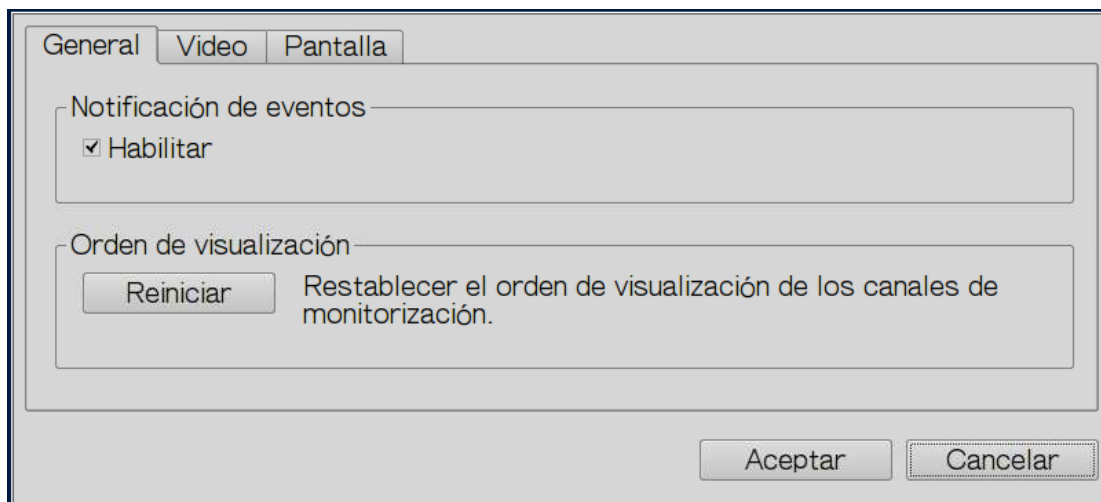 General Video Pantalla
Notificación de eventos
Habilitar
Orden de visualización
Reiniciar
Restablecer el orden de visualización de los canales de
monitorización.
Aceptar Cancelar